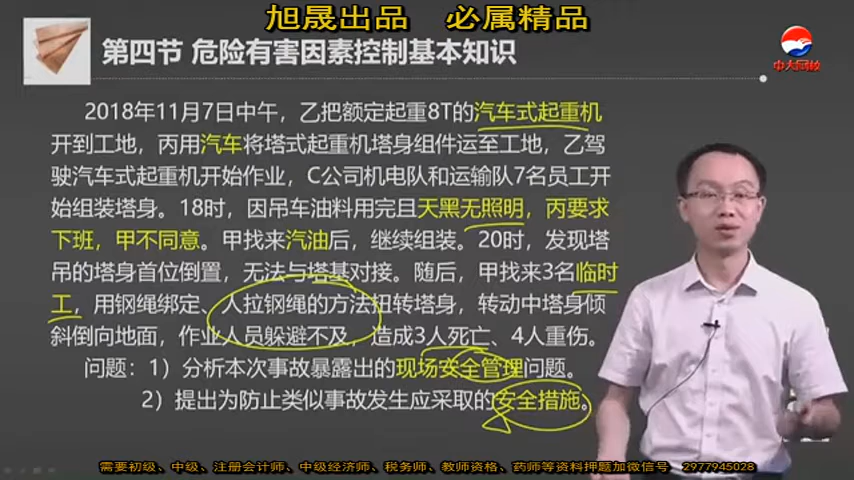 旭晟出品　必属精品
第四节 危险有害因素控制基本知识
中大网校
2018年11月7日中午，乙把额定起重8T的汽车式起重机
开到工地，丙用汽车将塔式起重机塔身组件运至工地，乙驾
驶汽车式起重机开始作业，C公司机电队和运输队7名员工开
始组装塔身。18时，因吊车油料用完且天黑无照明，丙要求
下班，甲不同意。甲找来汽油后，继续组装。20时，发现塔
吊的塔身首位倒置，无法与塔基对接。随后，甲找来3名临时
工，用钢绳绑定、人拉钢绳的方法扭转塔身，转动中塔身倾
斜倒向地面，作业人员躲避不及，造成3人死亡、4人重伤。
问题：1）分析本次事故暴露出的现场安全管理问题。
2）提出为防止类似事故发生应采取的安全措施。
需要初级、中级、注册会计师、中级经济师、税务师、教师资格、药师等资料押题加微信号　2977945028